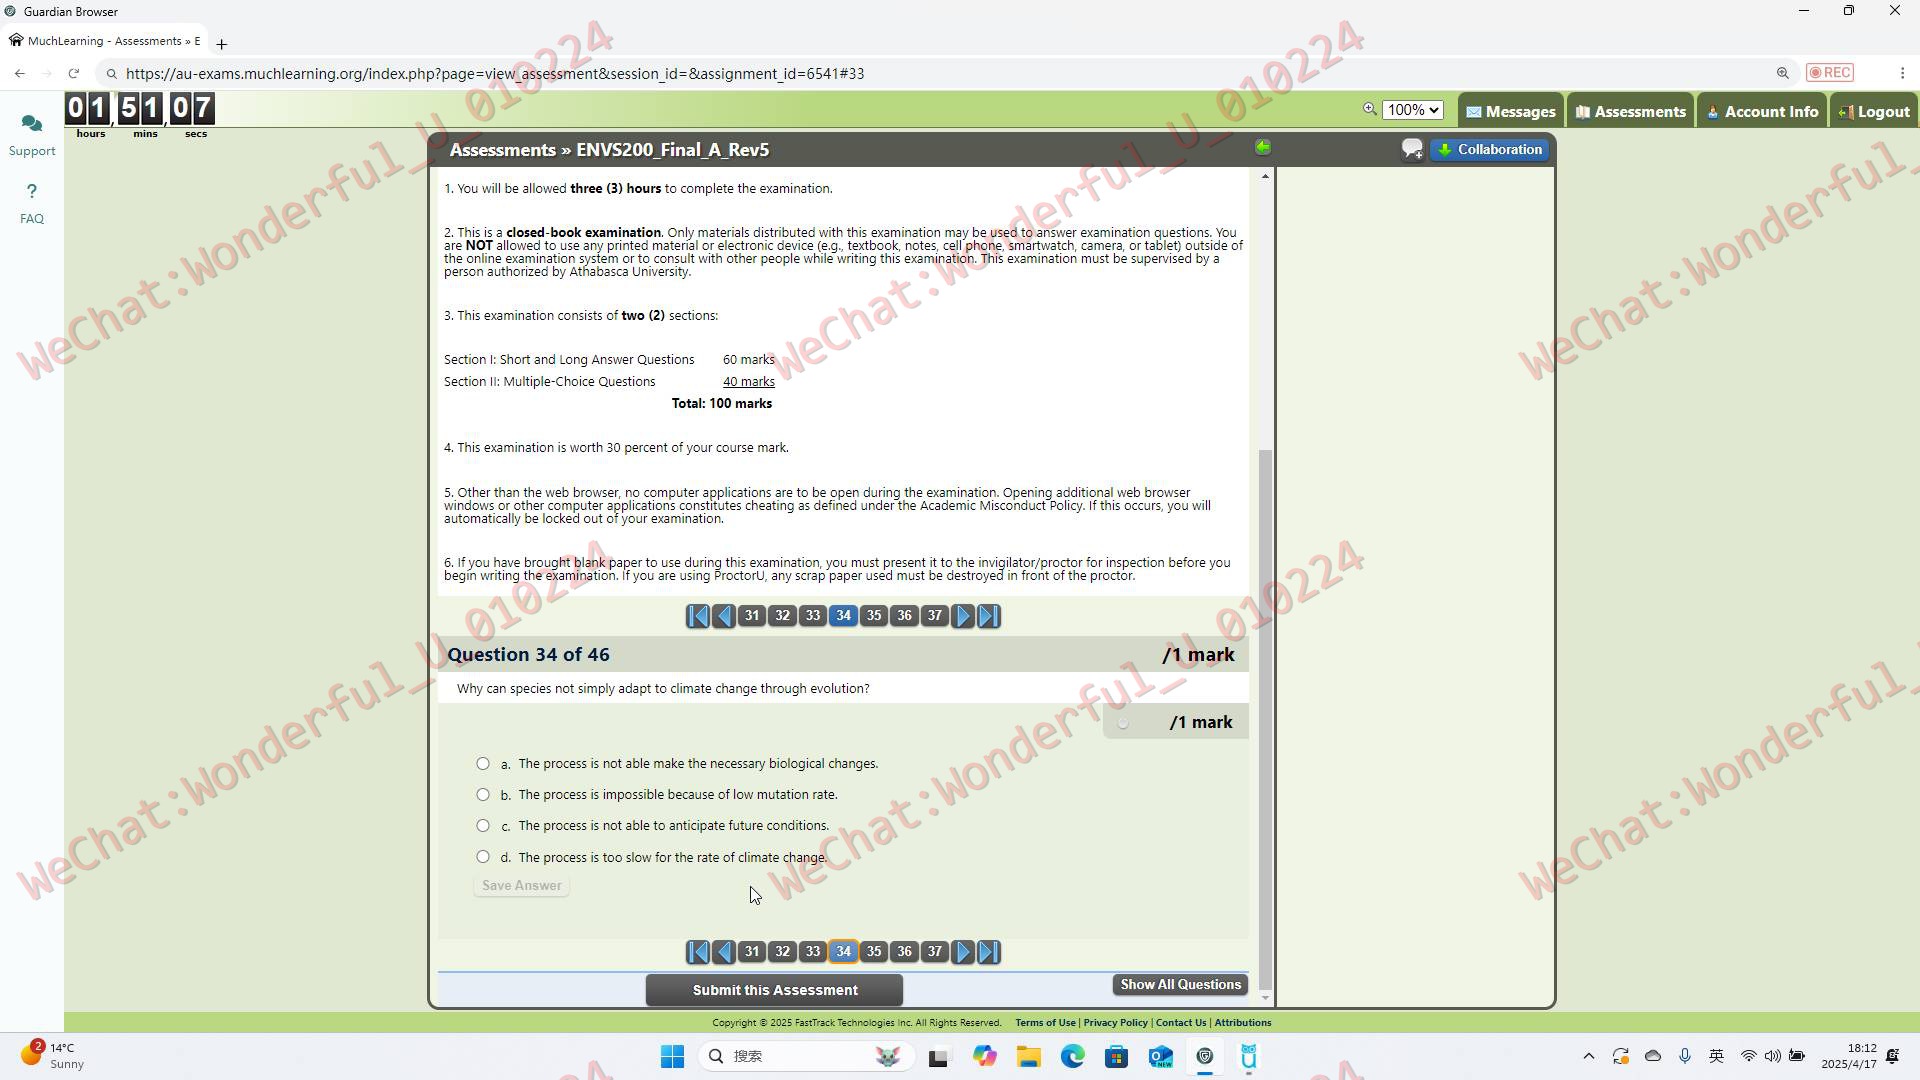 Guardian Browser
MuchLearning - Assessments » E
https://au-exams.muchlearning.org/index.php?page=view_assessment&session_id=&assignment_id=6541#33
REC
01 , 51 , 07
hours mins secs
100%
Messages
Assessments
Account Info
Logout
Support
FAQ
Assessments » ENVS200_Final_A_Rev5
Collaboration
1. You will be allowed three (3) hours to complete the examination.
2. This is a closed-book examination. Only materials distributed with this examination may be used to answer examination questions. You
are NOT allowed to use any printed material or electronic device (e.g., textbook, notes, cell phone, smartwatch, camera, or tablet) outside of
the online examination system or to consult with other people while writing this examination. This examination must be supervised by a
person authorized by Athabasca University.
3. This examination consists of two (2) sections:
Section I: Short and Long Answer Questions 60 marks
Section II: Multiple-Choice Questions 40 marks
Total: 100 marks
4. This examination is worth 30 percent of your course mark.
5. Other than the web browser, no computer applications are to be open during the examination. Opening additional web browser
windows or other computer applications constitutes cheating as defined under the Academic Misconduct Policy. If this occurs, you will
automatically be locked out of your examination.
6. If you have brought blank paper to use during this examination, you must present it to the invigilator/proctor for inspection before you
begin writing the examination. If you are using ProctorU, any scrap paper used must be destroyed in front of the proctor.
31 32 33 34 35 36 37
Question 34 of 46 /1 mark
Why can species not simply adapt to climate change through evolution?
/1 mark
a. The process is not able make the necessary biological changes.
b. The process is impossible because of low mutation rate.
c. The process is not able to anticipate future conditions.
d. The process is too slow for the rate of climate change.
Save Answer
31 32 33 34 35 36 37
Submit this Assessment
Show All Questions
Copyright © 2025 FastTrack Technologies Inc. All Rights Reserved. Terms of Use | Privacy Policy | Contact Us | Attributions
2
14°C
Sunny
搜索
NEW
英
18:12
2025/4/17
WeChat:Wonderful_U_010224
WeChat:Wonderful_U_010224
WeChat:Wonderful_
WeChat:Wonderful_U_010224
WeChat:Wonderful_U_010224
WeChat:Wonderful_